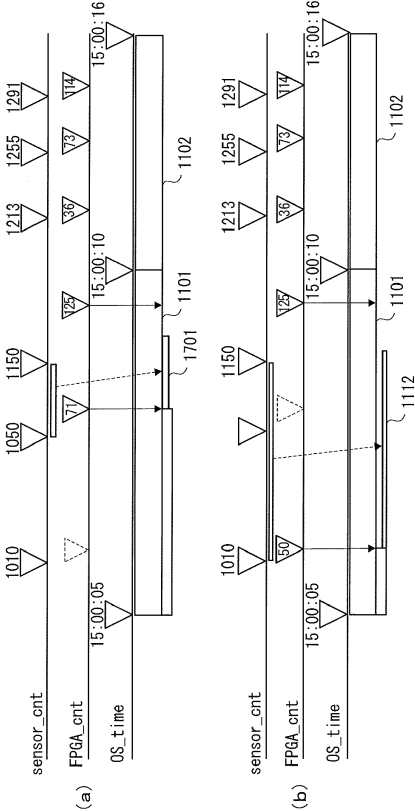 (a)
sensor_cnt 1010 1050 1150 1213 1255 1291
FPGA_cnt 71 125 36 73 114
OS_time 15:00:05 15:00:10 15:00:16
1701 1101 1102
(b)
sensor_cnt 1010 1150 1213 1255 1291
FPGA_cnt 50 125 36 73 114
OS_time 15:00:05 15:00:10 15:00:16
1112 1101 1102